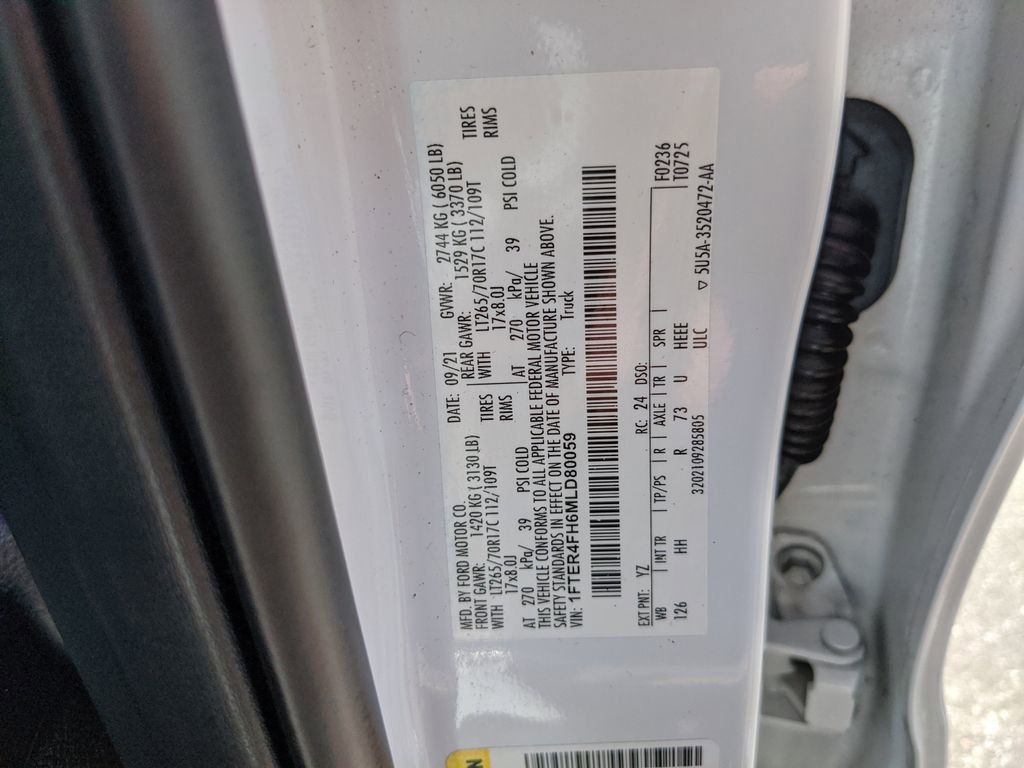 MFD. BY FORD MOTOR CO. DATE: 09/21 GVWR: 2744 KG ( 6050 LB)
FRONT GAWR: 1420 KG ( 3130 LB) REAR GAWR: 1529 KG ( 3370 LB)
WITH LT265/70R17C 112/109T TIRES WITH LT265/70R17C 112/109T TIRES
17x8.0J RIMS 17x8.0J RIMS
AT 270 kPa/ 39 PSI COLD AT 270 kPa/ 39 PSI COLD
THIS VEHICLE CONFORMS TO ALL APPLICABLE FEDERAL MOTOR VEHICLE
SAFETY STANDARDS IN EFFECT ON THE DATE OF MANUFACTURE SHOWN ABOVE.
VIN: 1FTER4FH6MLD80059 TYPE: Truck
EXT PNT: YZ RC: 24 DSO: F0236
WB INT TR TP/PS R AXLE TR SPR T0725
126 HH R 73 U HEEE
3202109285805 ULC ▽ 5U5A-3520472-AA